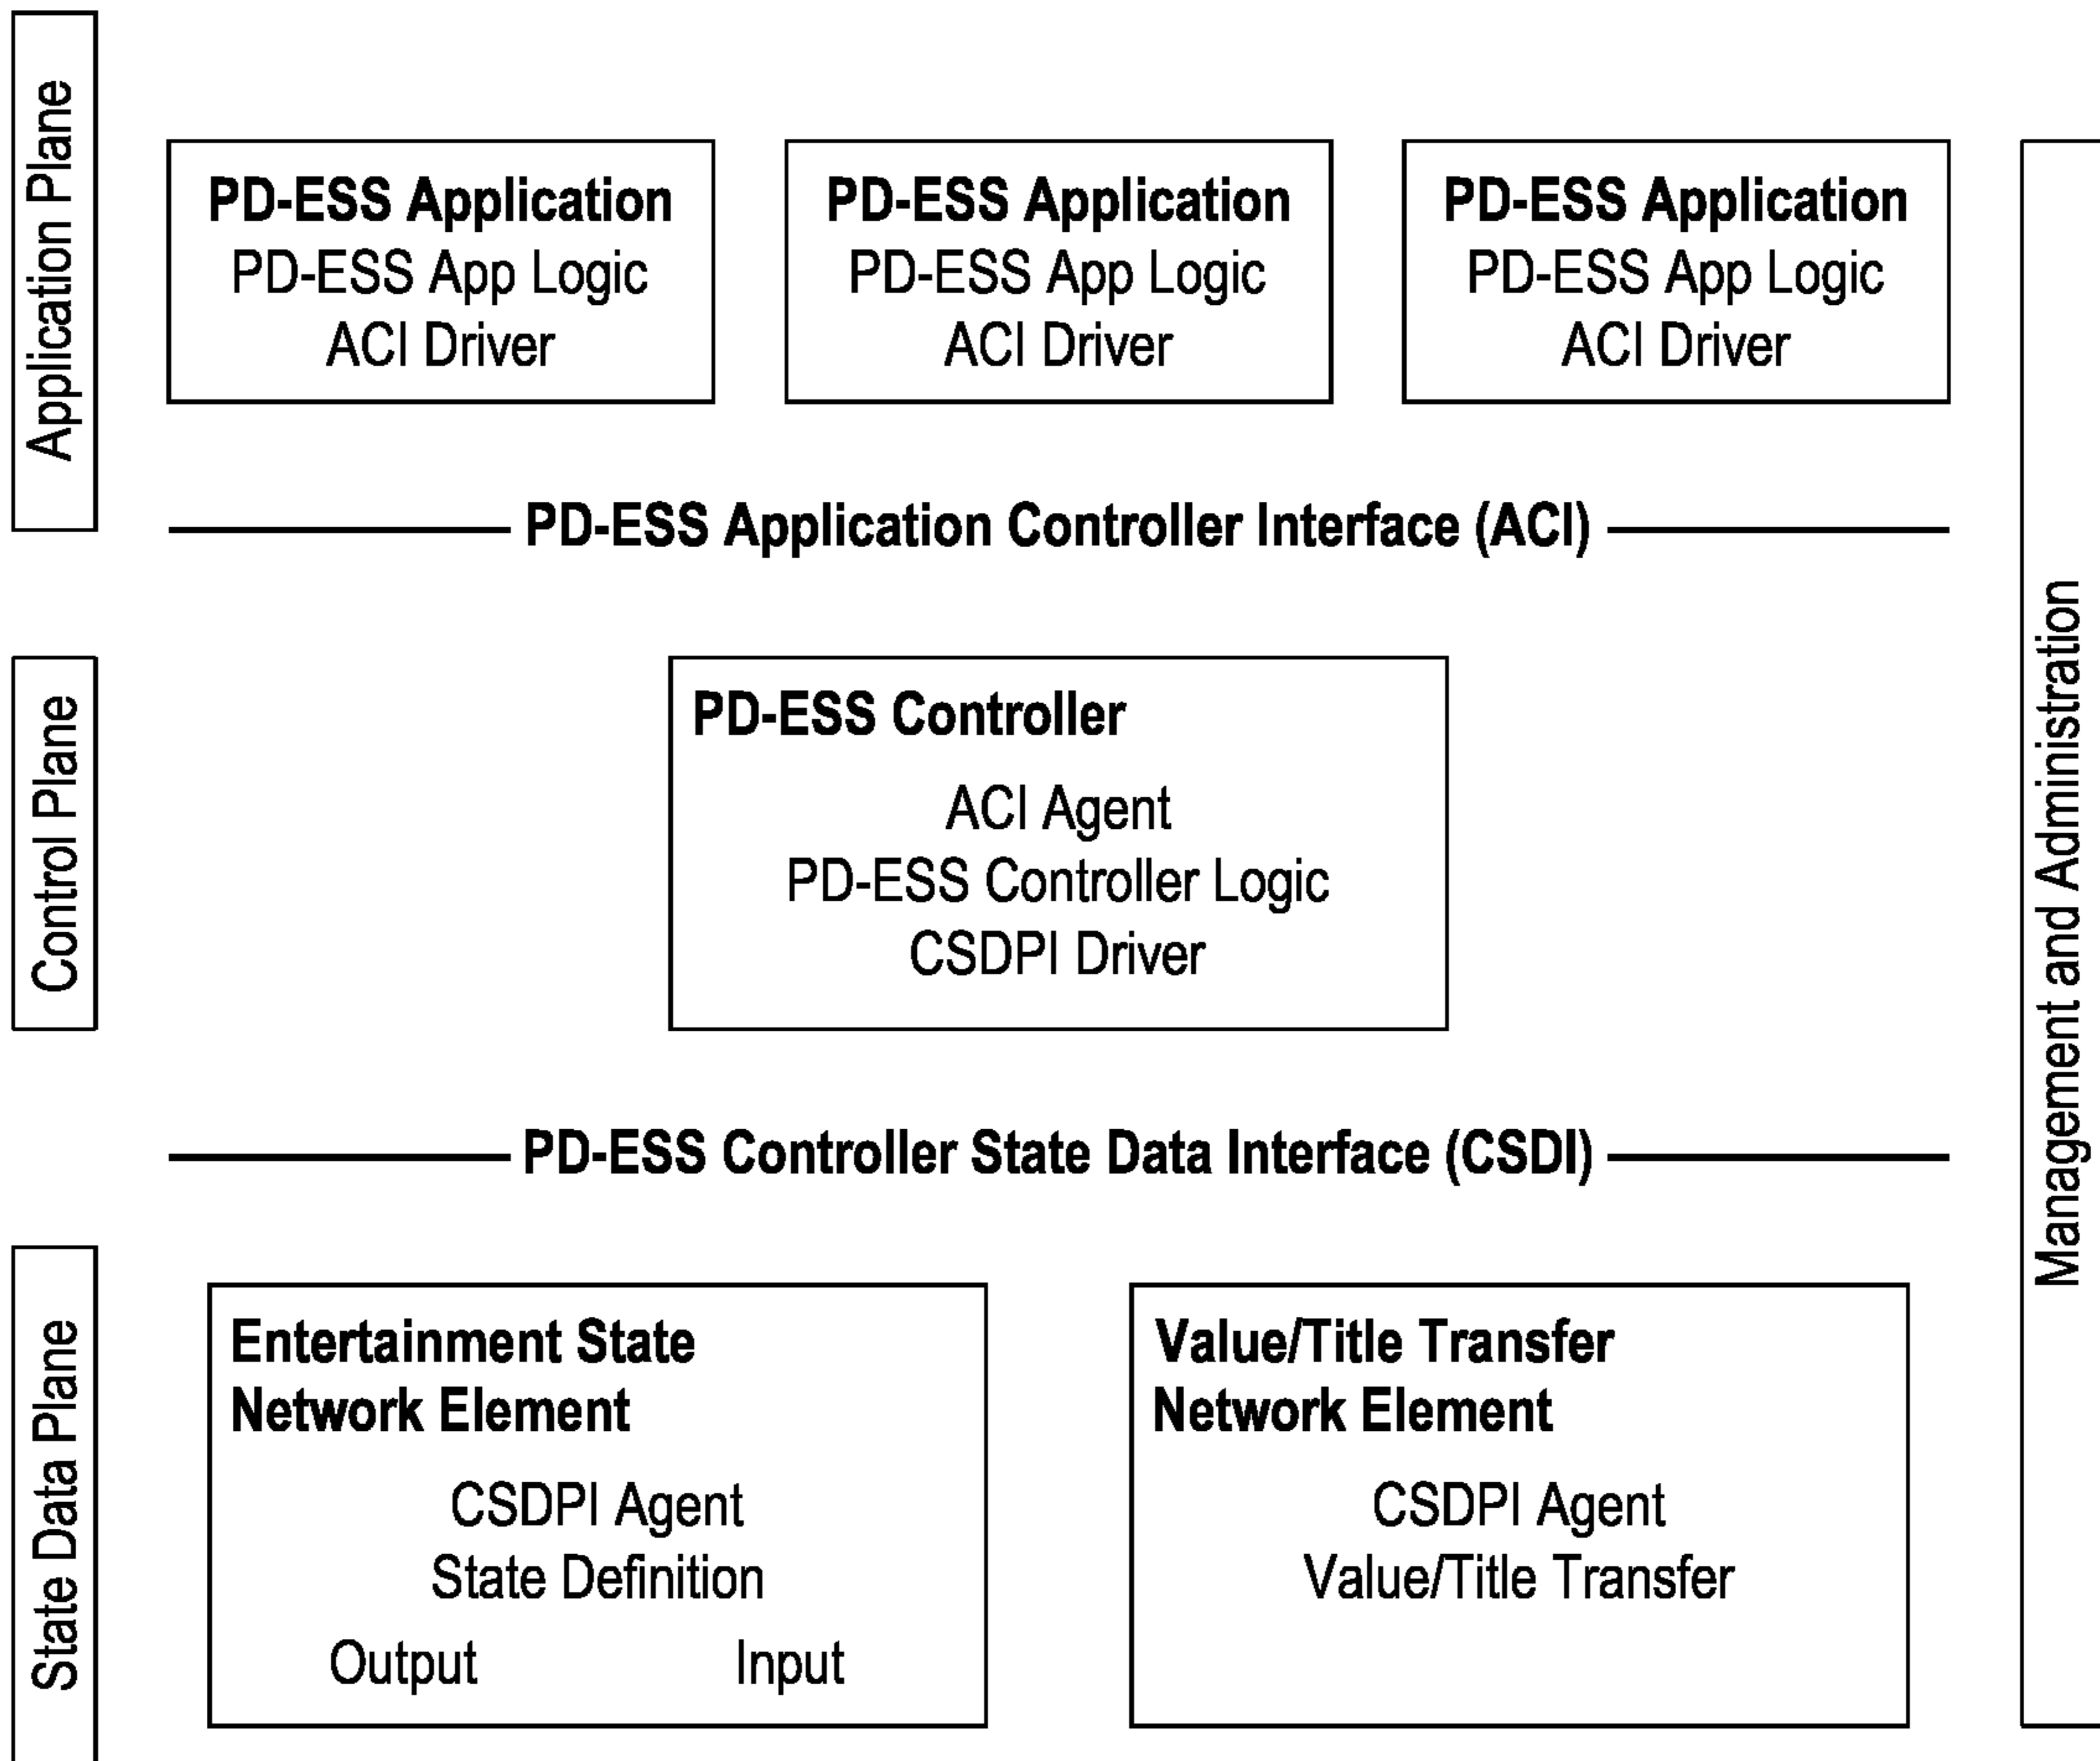 Application Plane
PD-ESS Application
PD-ESS App Logic
ACI Driver
PD-ESS Application
PD-ESS App Logic
ACI Driver
PD-ESS Application
PD-ESS App Logic
ACI Driver
PD-ESS Application Controller Interface (ACI)
Control Plane
PD-ESS Controller
ACI Agent
PD-ESS Controller Logic
CSDPI Driver
PD-ESS Controller State Data Interface (CSDI)
State Data Plane
Entertainment State
Network Element
CSDPI Agent
State Definition
Output Input
Value/Title Transfer
Network Element
CSDPI Agent
Value/Title Transfer
Management and Administration